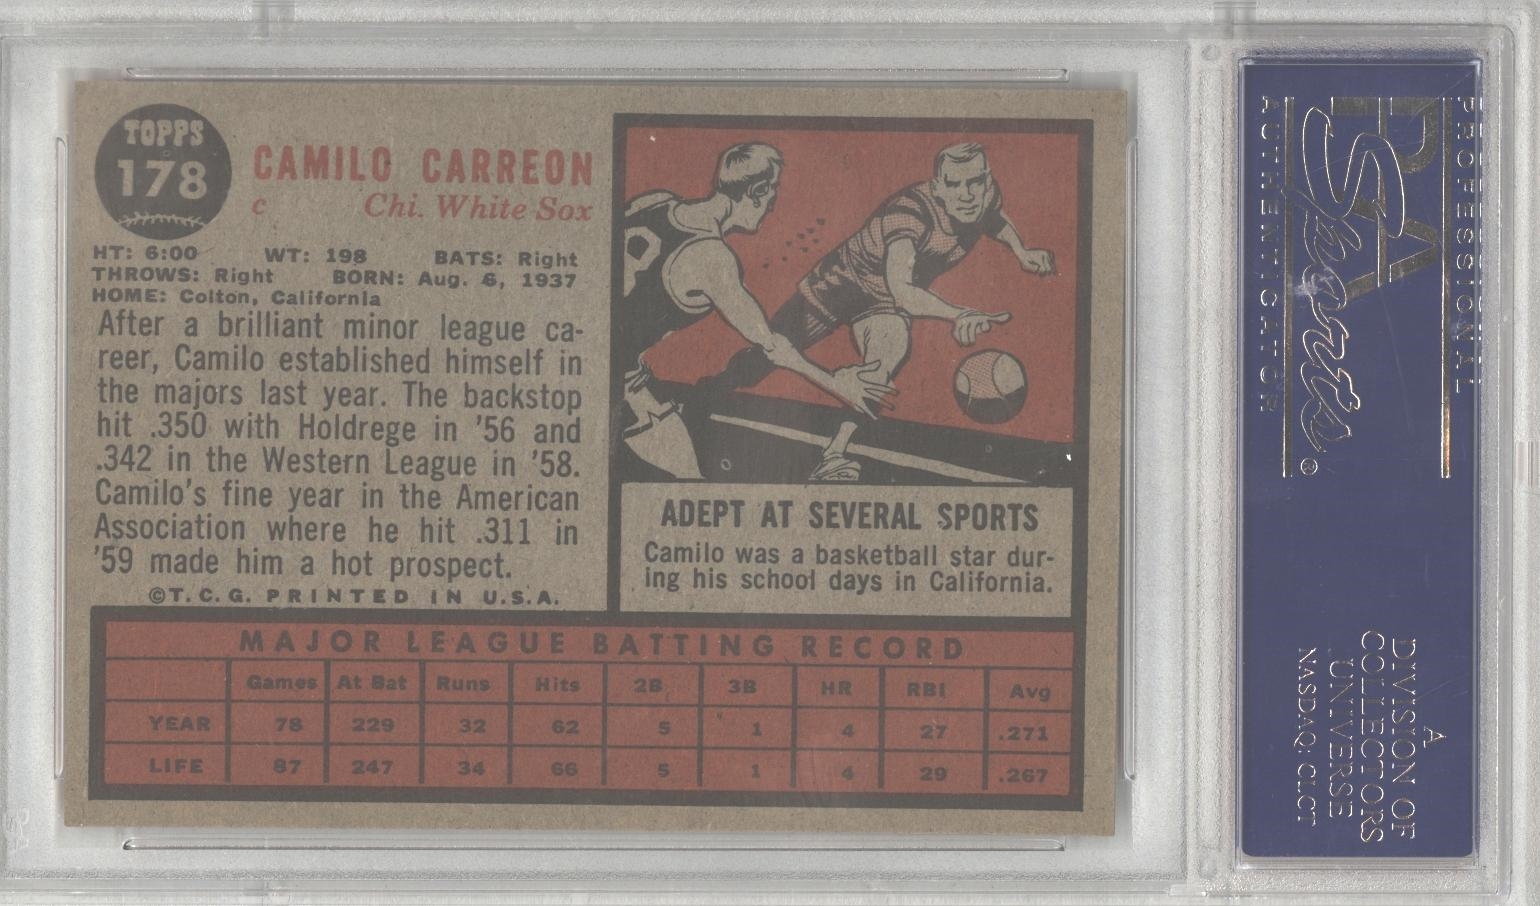 TOPPS
178
CAMILO CARREON
c Chi. White Sox
HT: 6:00 WT: 198 BATS: Right
THROWS: Right BORN: Aug. 6, 1937
HOME: Colton, California
After a brilliant minor league ca-
reer, Camilo established himself in
the majors last year. The backstop
hit .350 with Holdrege in '56 and
.342 in the Western League in '58.
Camilo's fine year in the American
Association where he hit .311 in
'59 made him a hot prospect.
©T.C.G. PRINTED IN U.S.A.
ADEPT AT SEVERAL SPORTS
Camilo was a basketball star dur-
ing his school days in California.
MAJOR LEAGUE BATTING RECORD
Games At Bat Runs Hits 2B 3B HR RBI Avg
YEAR 78 229 32 62 5 1 4 27 .271
LIFE 87 247 34 66 5 1 4 29 .267
PROFESSIONAL
PSA
Sports®
AUTHENTICATOR
A
DIVISION OF
COLLECTORS
UNIVERSE
NASDAQ: CLCT